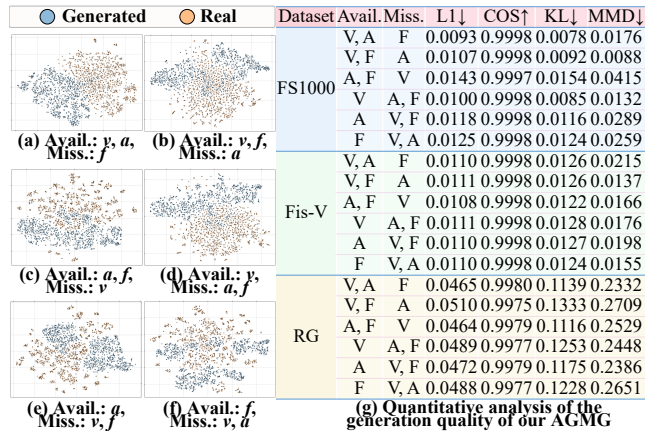 Generated Real
(a) Avail.: v, a,
Miss.: f
(b) Avail.: v, f,
Miss.: a
(c) Avail.: a, f,
Miss.: v
(d) Avail.: v,
Miss.: a, f
(e) Avail.: a,
Miss.: v, f
(f) Avail.: f,
Miss.: v, a
Dataset Avail. Miss. L1↓ COS↑ KL↓ MMD↓
FS1000
V, A F 0.0093 0.9998 0.0078 0.0176
V, F A 0.0107 0.9998 0.0092 0.0088
A, F V 0.0143 0.9997 0.0154 0.0415
V A, F 0.0100 0.9998 0.0085 0.0132
A V, F 0.0118 0.9998 0.0116 0.0289
F V, A 0.0125 0.9998 0.0124 0.0259
Fis-V
V, A F 0.0110 0.9998 0.0126 0.0215
V, F A 0.0111 0.9998 0.0126 0.0137
A, F V 0.0108 0.9998 0.0122 0.0166
V A, F 0.0111 0.9998 0.0128 0.0176
A V, F 0.0110 0.9998 0.0127 0.0198
F V, A 0.0110 0.9998 0.0124 0.0155
RG
V, A F 0.0465 0.9980 0.1139 0.2332
V, F A 0.0510 0.9975 0.1333 0.2709
A, F V 0.0464 0.9979 0.1116 0.2529
V A, F 0.0489 0.9977 0.1253 0.2448
A V, F 0.0472 0.9979 0.1175 0.2386
F V, A 0.0488 0.9977 0.1228 0.2651
(g) Quantitative analysis of the
generation quality of our AGMG